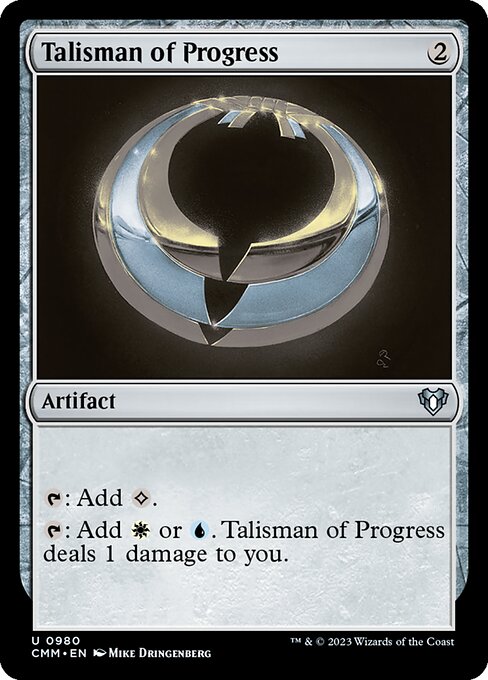 Talisman of Progress 2
Artifact
: Add .
: Add or . Talisman of Progress
deals 1 damage to you.
U 0980
CMM • EN Mike Dringenberg
™ & © 2023 Wizards of the Coast